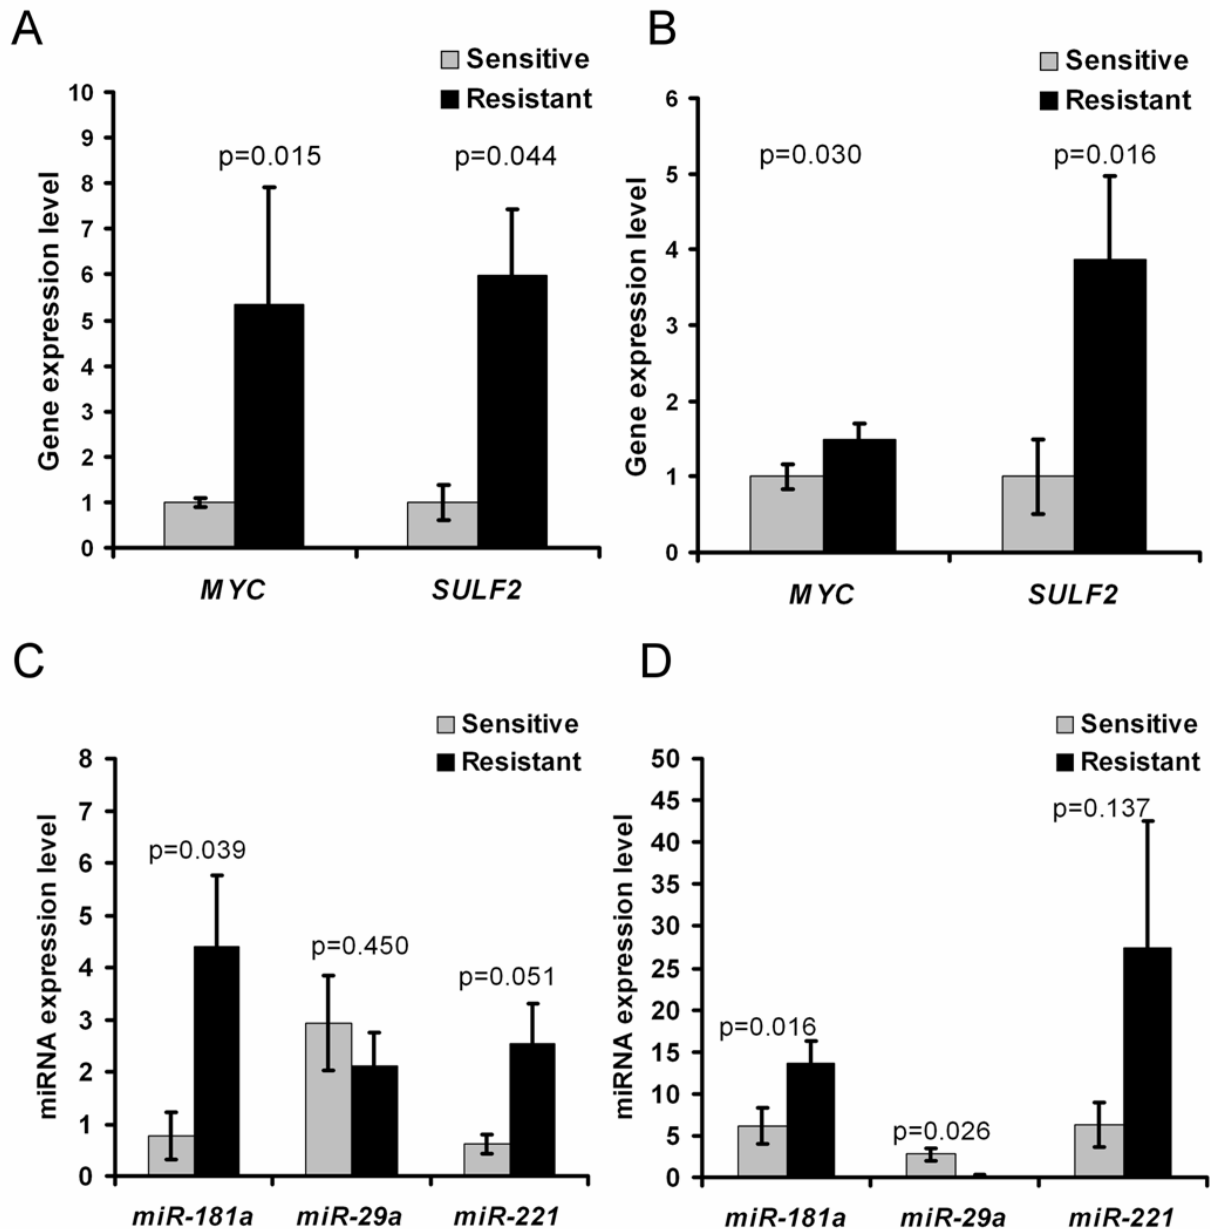 A
Sensitive
Resistant
Gene expression level
10
9
8
7
6
5
4
3
2
1
0
p=0.015
p=0.044
MYC
SULF2
B
Sensitive
Resistant
Gene expression level
6
5
4
3
2
1
0
p=0.030
p=0.016
MYC
SULF2
C
Sensitive
Resistant
miRNA expression level
8
7
6
5
4
3
2
1
0
p=0.039
p=0.450
p=0.051
miR-181a
miR-29a
miR-221
D
Sensitive
Resistant
miRNA expression level
50
45
40
35
30
25
20
15
10
5
0
p=0.016
p=0.026
p=0.137
miR-181a
miR-29a
miR-221